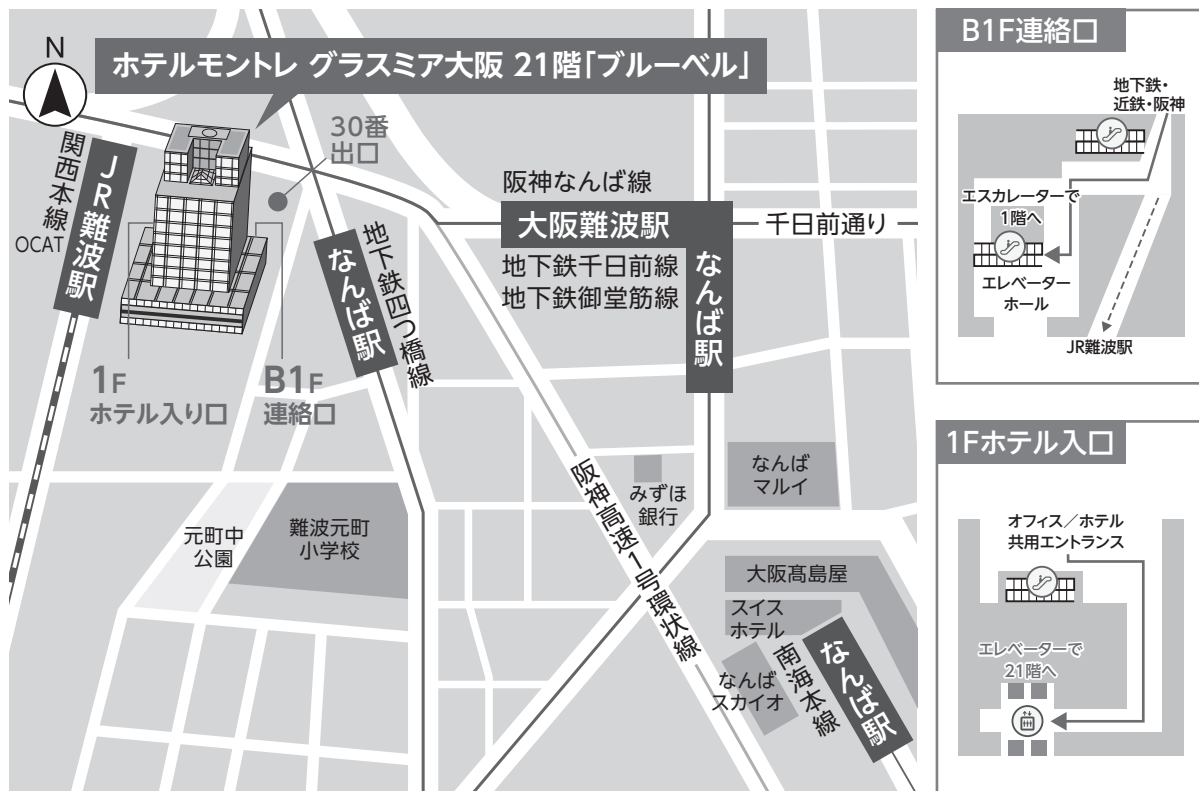 N
ホテルモントレ グラスミア大阪 21階「ブルーベル」
30番
出口
関西本線
OCAT
JR難波駅
1F
ホテル入り口
B1F
連絡口
地下鉄四つ橋線
なんば駅
阪神なんば線
大阪難波駅
千日前通り
地下鉄千日前線
地下鉄御堂筋線
なんば駅
元町中
公園
難波元町
小学校
阪神高速1号環状線
みずほ
銀行
なんば
マルイ
大阪髙島屋
スイス
ホテル
なんば
スカイオ
南海本線
なんば駅
B1F連絡口
地下鉄・
近鉄・阪神
エスカレーターで
1階へ
エレベーター
ホール
JR難波駅
1Fホテル入口
オフィス／ホテル
共用エントランス
エレベーターで
21階へ